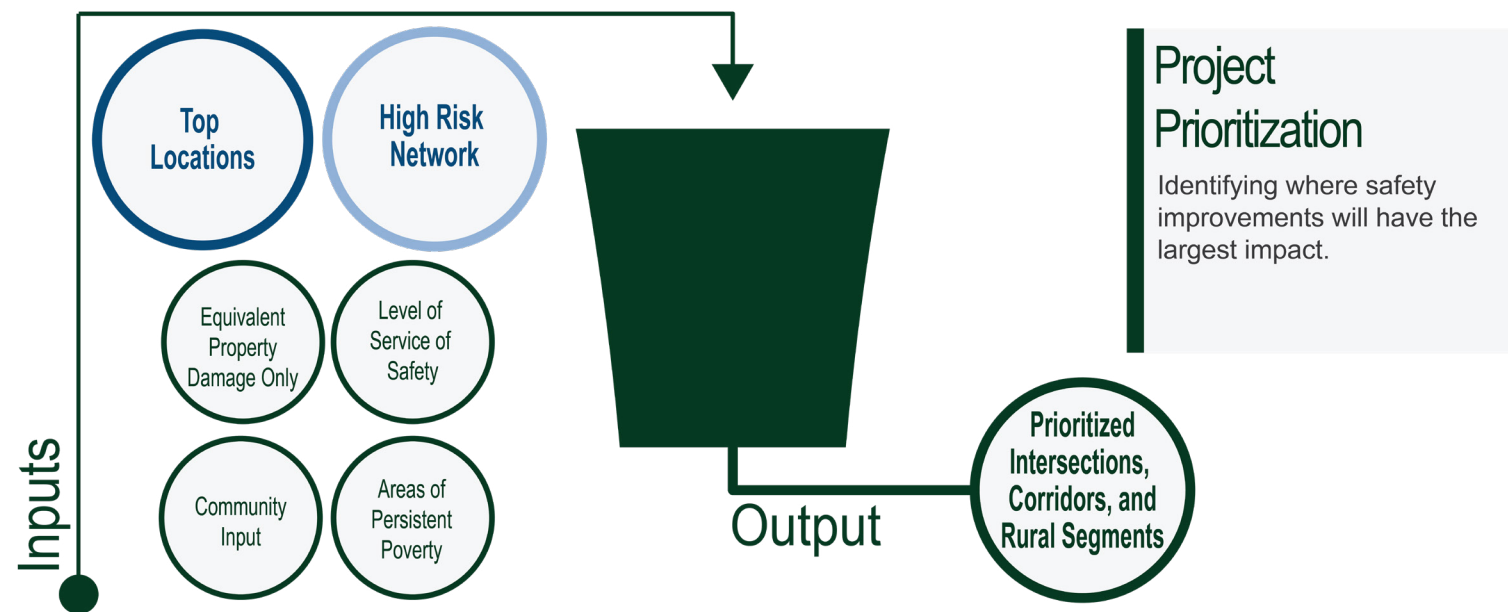 Top
Locations
High Risk
Network
Equivalent
Property
Damage Only
Level of
Service of
Safety
Community
Input
Areas of
Persistent
Poverty
Inputs
Output
Prioritized
Intersections,
Corridors, and
Rural Segments
Project
Prioritization
Identifying where safety
improvements will have the
largest impact.